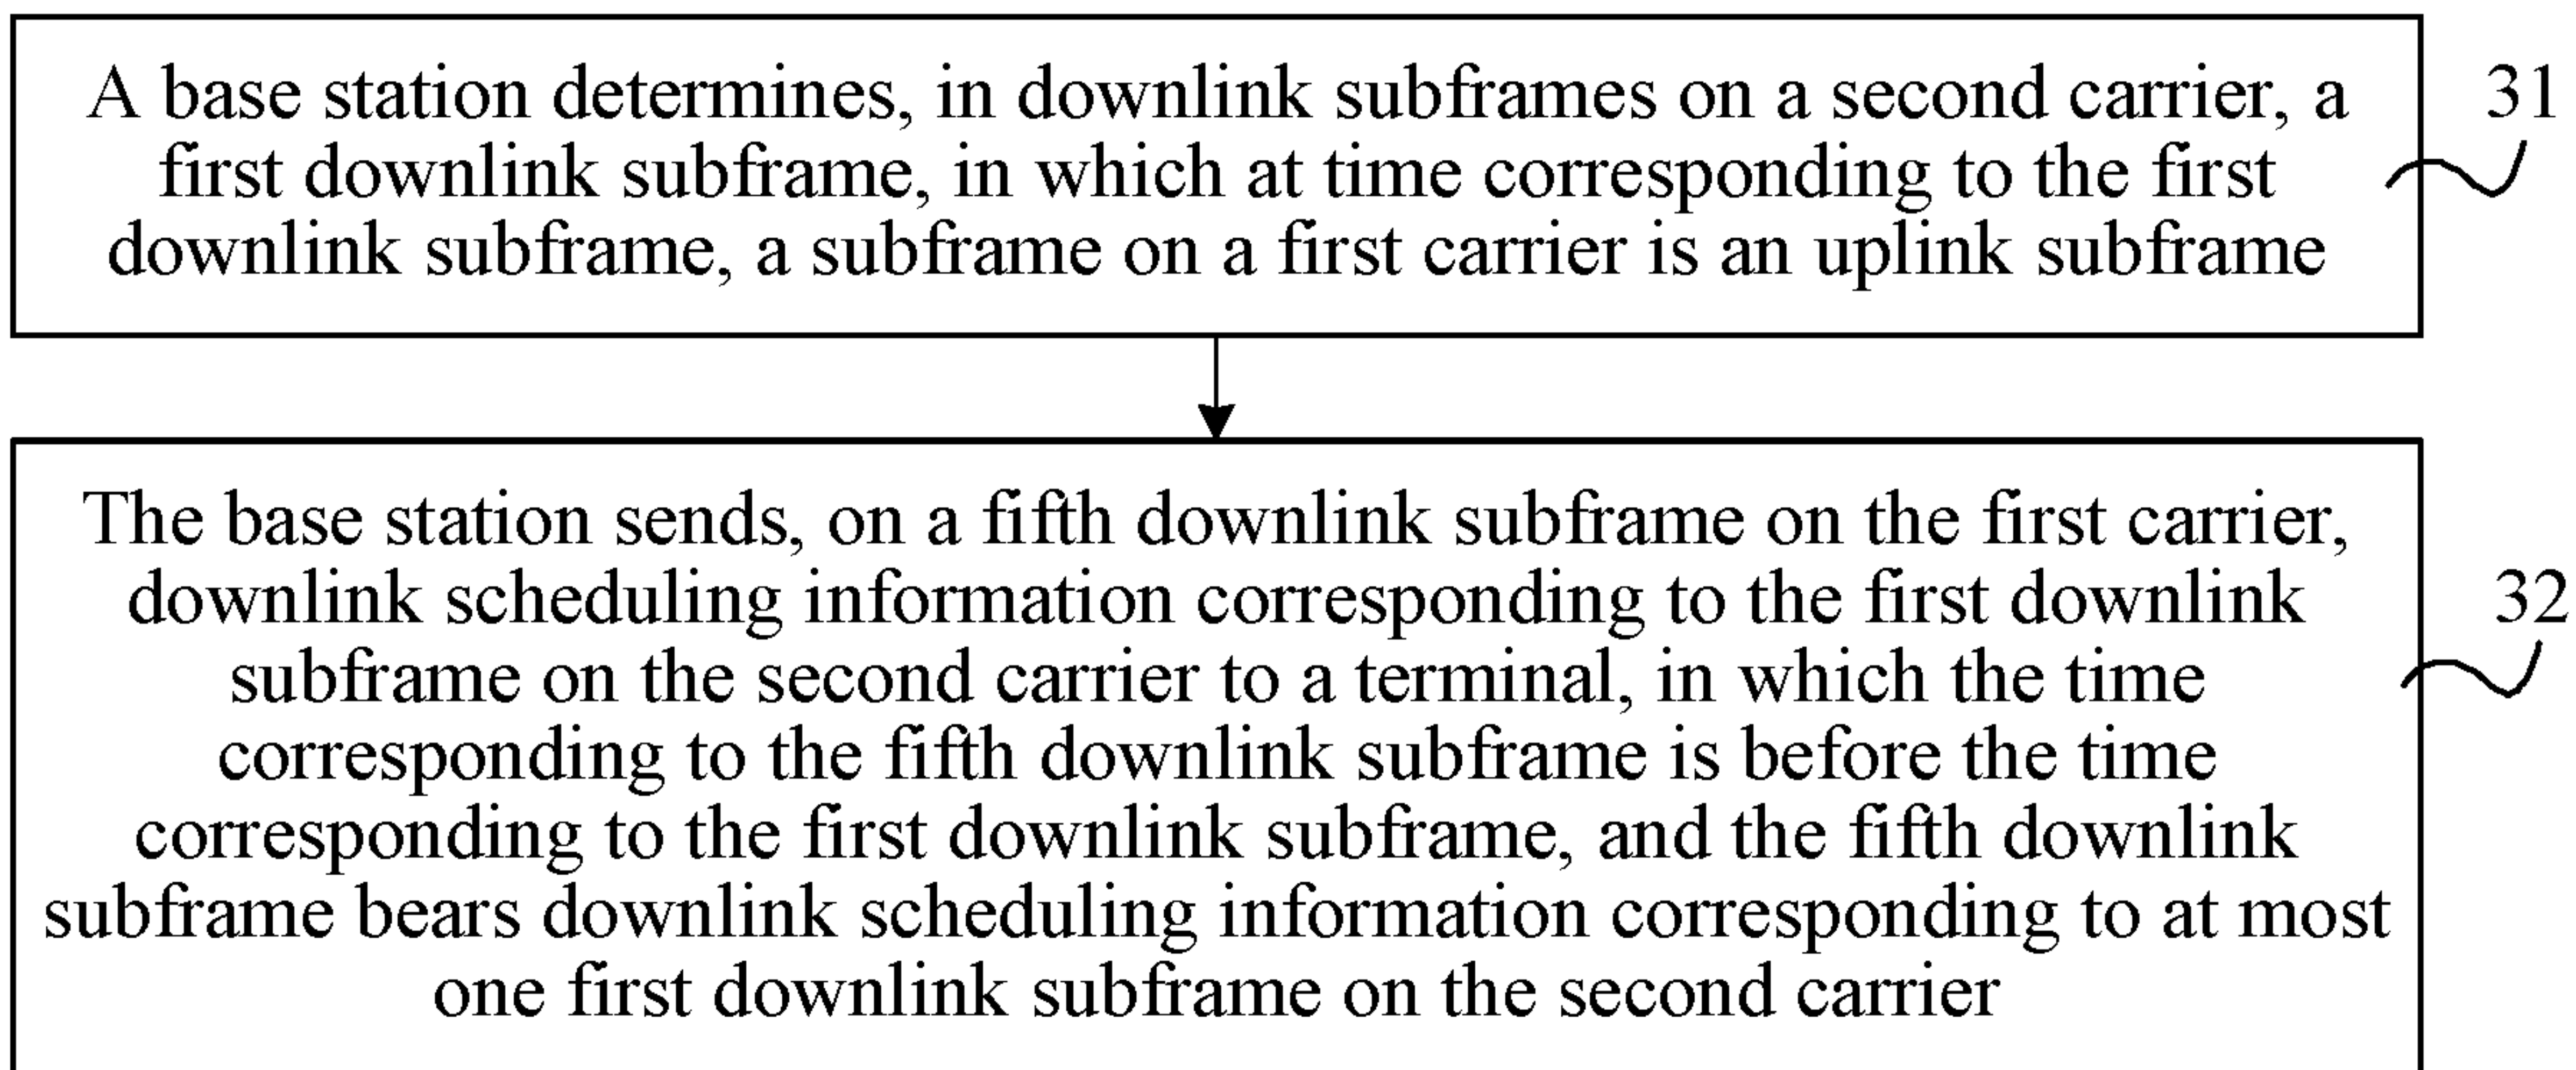 A base station determines, in downlink subframes on a second carrier, a
first downlink subframe, in which at time corresponding to the first
downlink subframe, a subframe on a first carrier is an uplink subframe
31
The base station sends, on a fifth downlink subframe on the first carrier,
downlink scheduling information corresponding to the first downlink
subframe on the second carrier to a terminal, in which the time
corresponding to the fifth downlink subframe is before the time
corresponding to the first downlink subframe, and the fifth downlink
subframe bears downlink scheduling information corresponding to at most
one first downlink subframe on the second carrier
32